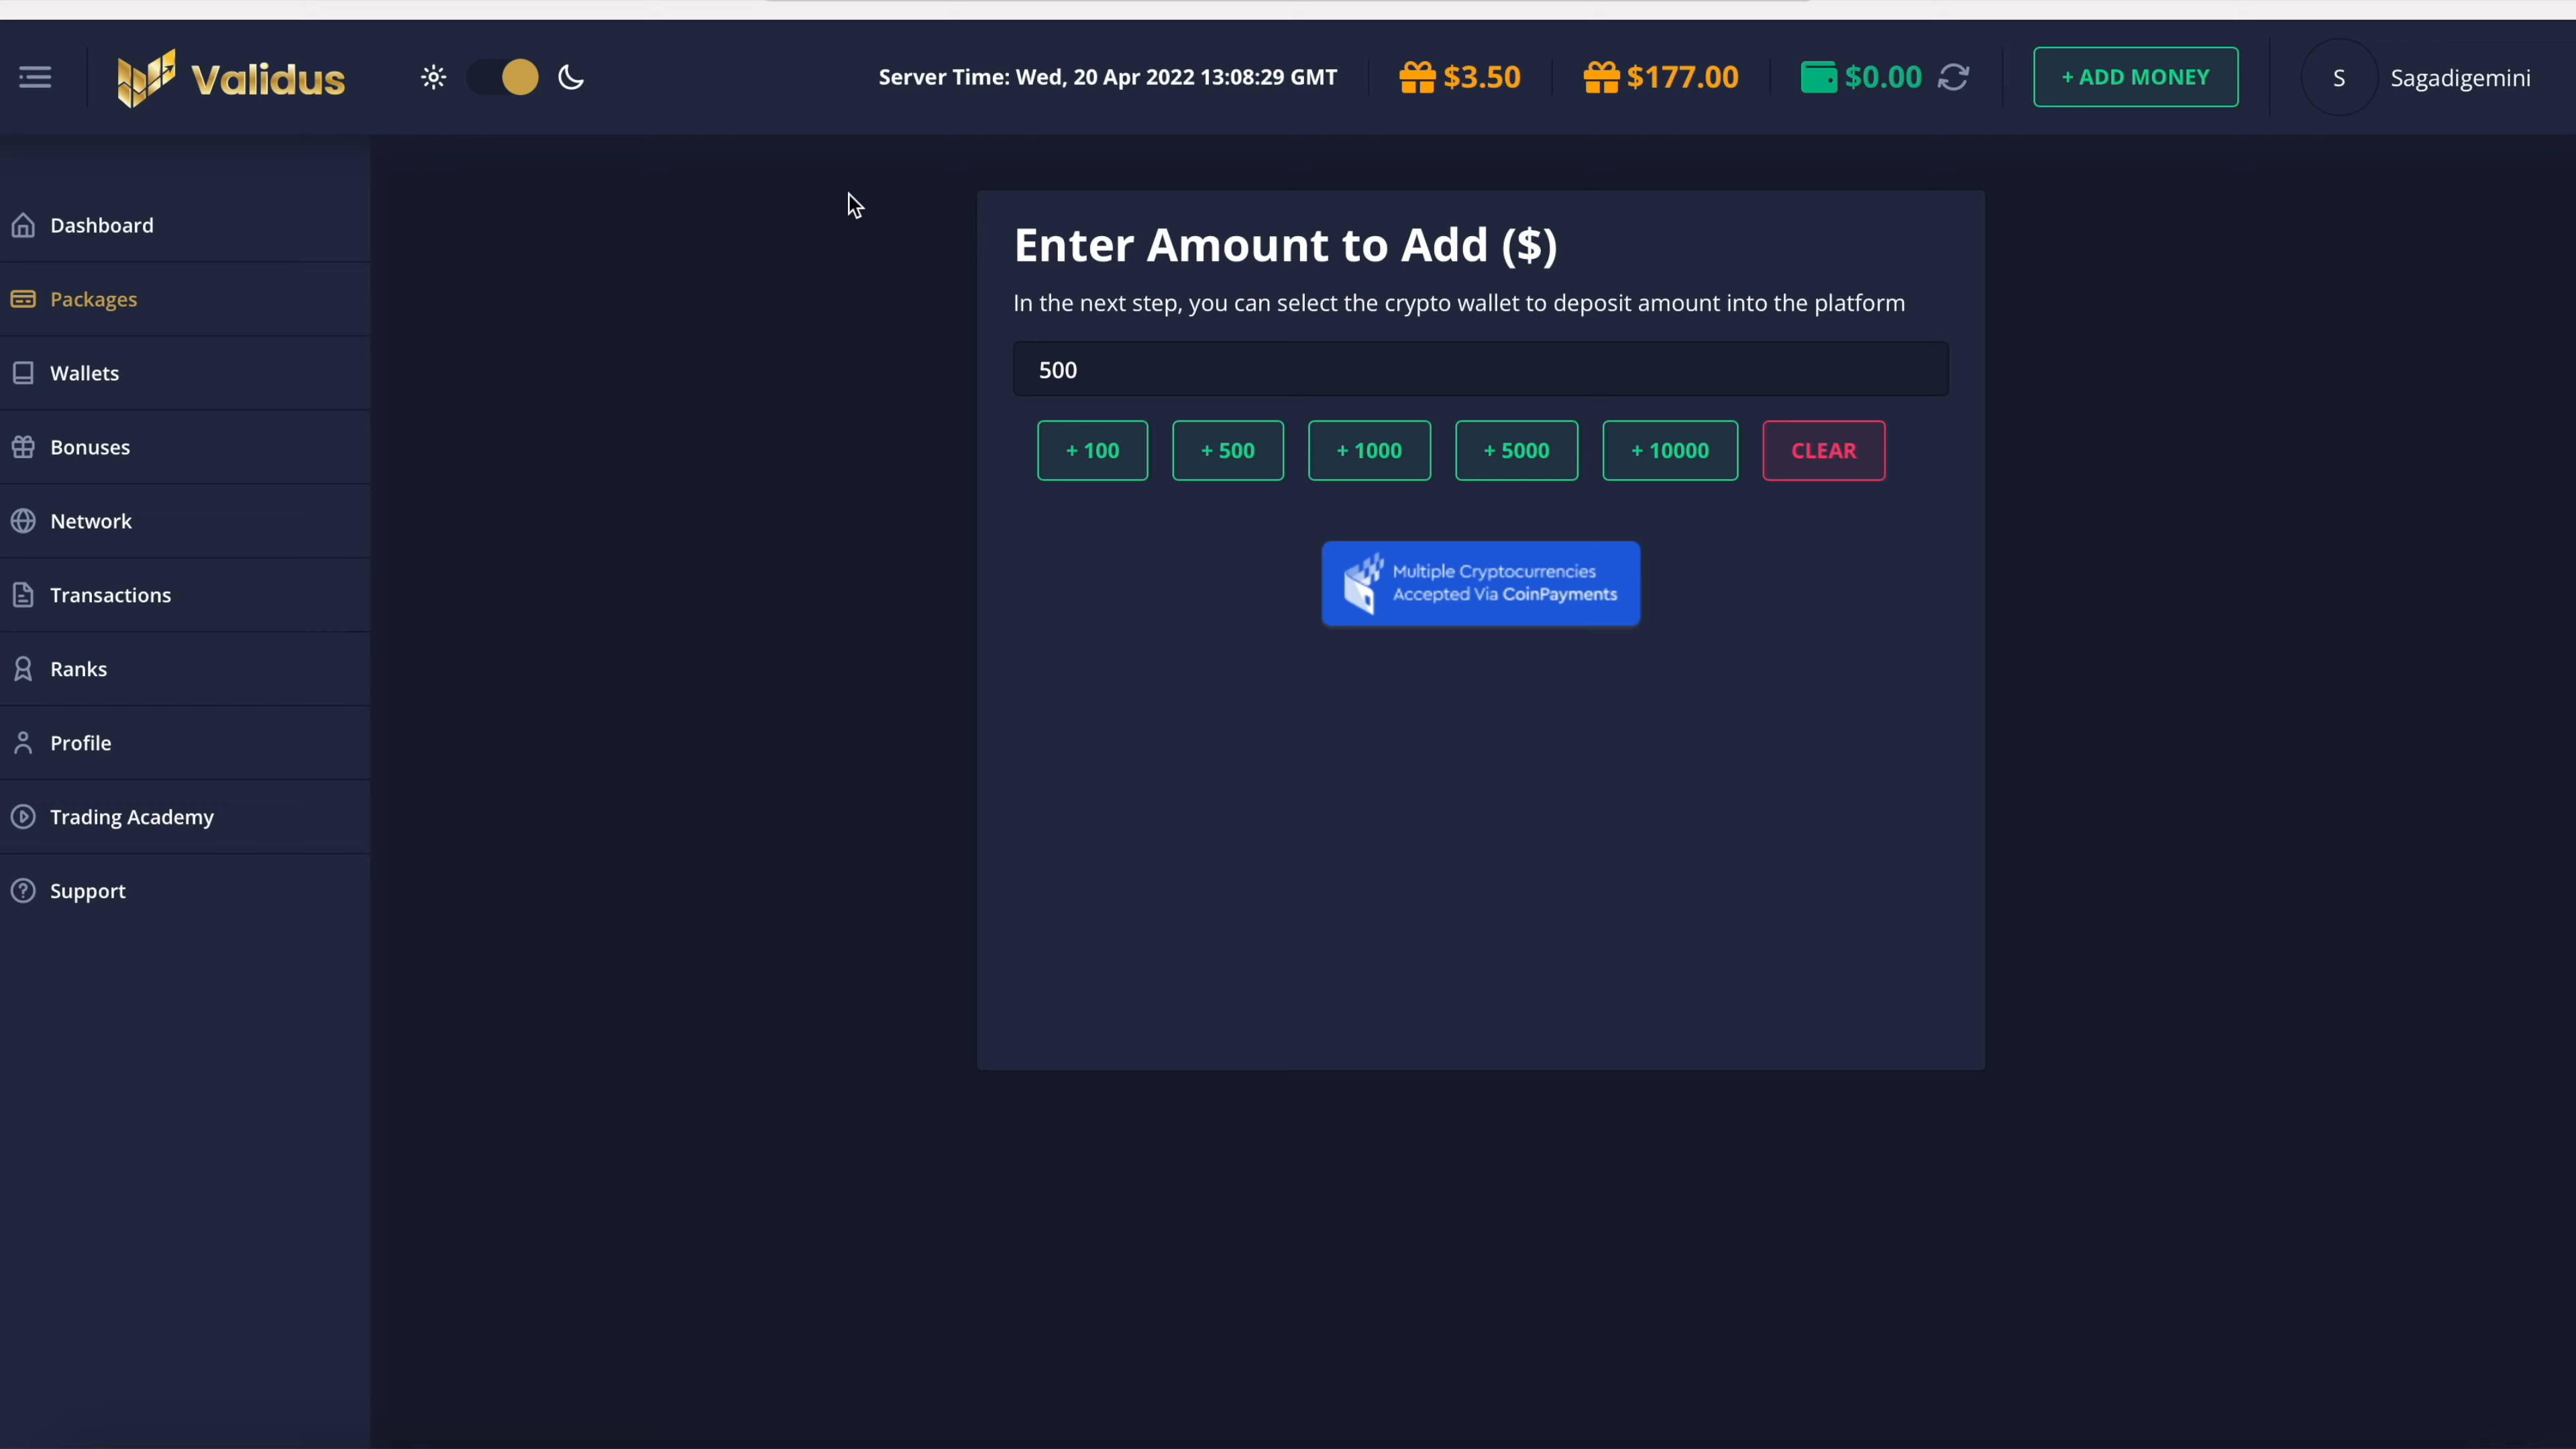 Validus
Server Time: Wed, 20 Apr 2022 13:08:29 GMT
$3.50
$177.00
$0.00
+ ADD MONEY
S
Sagadigemini
Dashboard
Packages
Wallets
Bonuses
Network
Transactions
Ranks
Profile
Trading Academy
Support
Enter Amount to Add ($)
In the next step, you can select the crypto wallet to deposit amount into the platform
500
+ 100
+ 500
+ 1000
+ 5000
+ 10000
CLEAR
Multiple Cryptocurrencies
Accepted Via CoinPayments